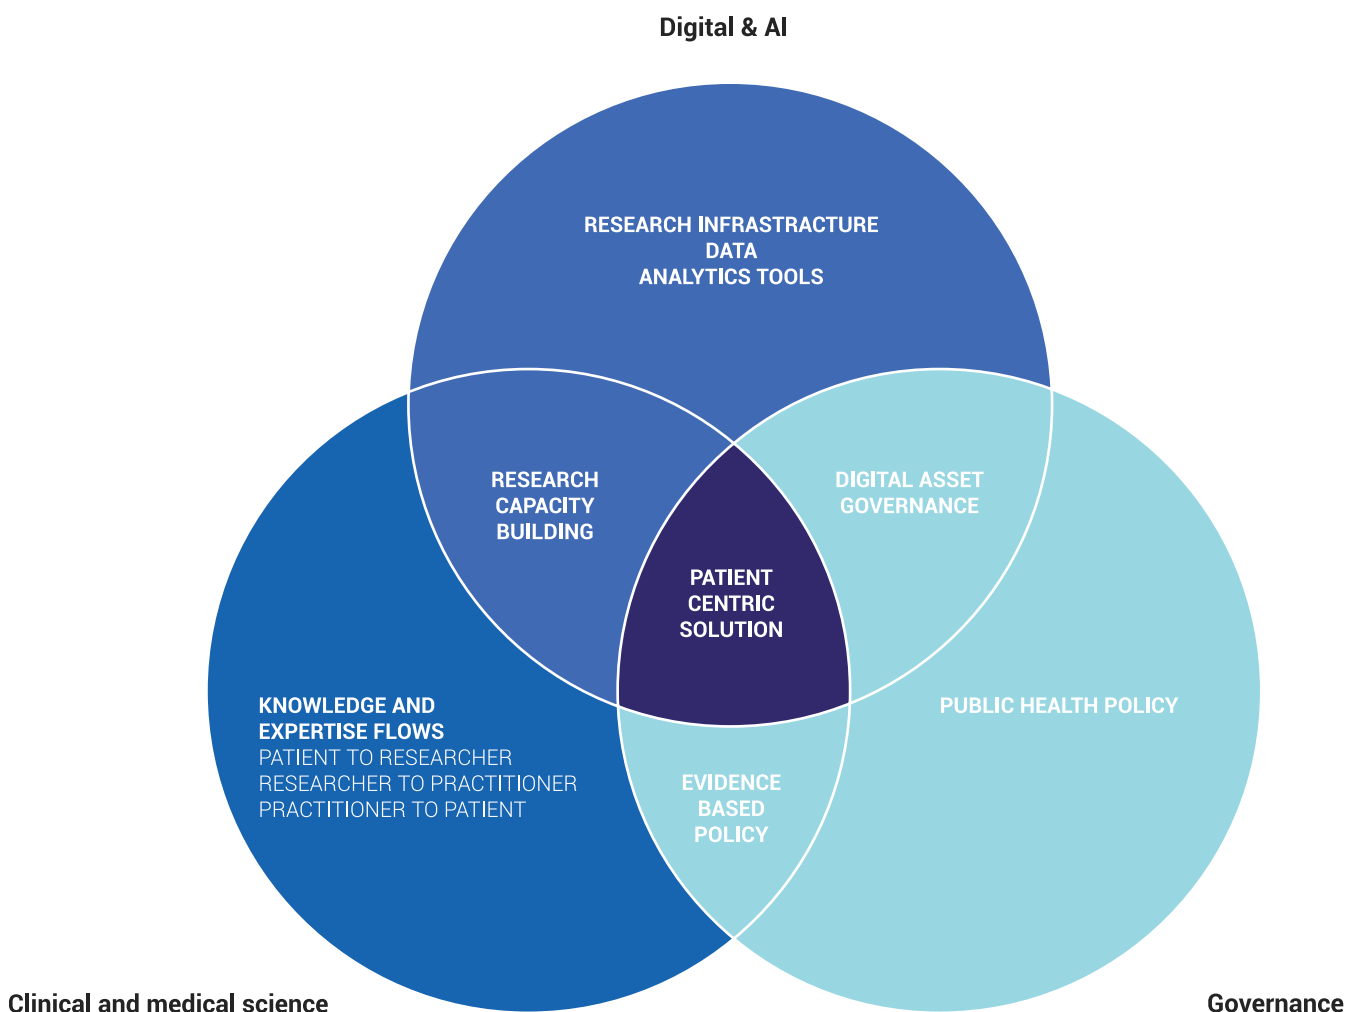 Digital & AI
RESEARCH INFRASTRACTURE
DATA
ANALYTICS TOOLS
RESEARCH
CAPACITY
BUILDING
DIGITAL ASSET
GOVERNANCE
PATIENT
CENTRIC
SOLUTION
KNOWLEDGE AND
EXPERTISE FLOWS
PATIENT TO RESEARCHER
RESEARCHER TO PRACTITIONER
PRACTITIONER TO PATIENT
PUBLIC HEALTH POLICY
EVIDENCE
BASED
POLICY
Clinical and medical science
Governance